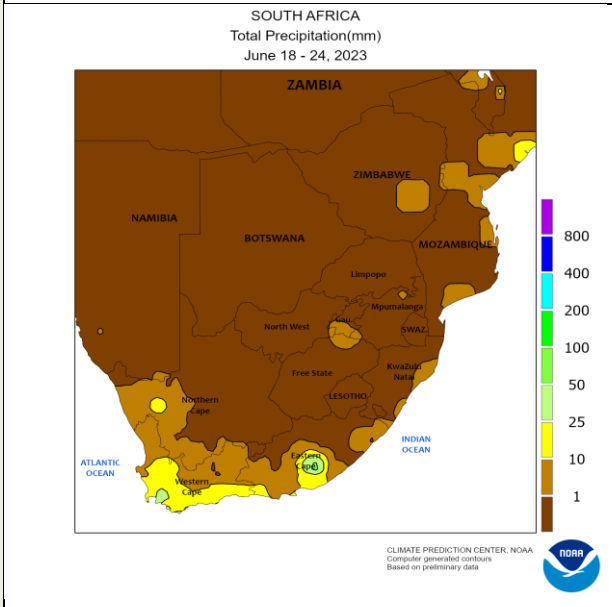 SOUTH AFRICA
Total Precipitation(mm)
June 18 - 24, 2023
ZAMBIA
ZIMBABWE
NAMIBIA
BOTSWANA
MOZAMBIQUE
Limpopo
Mpumalanga
North West
Gau
SWAZ.
Free State
KwaZulu
Natal
LESOTHO
Northern
Cape
INDIAN
OCEAN
Eastern
Cape
ATLANTIC
OCEAN
Western
Cape
800
400
200
100
50
25
10
1
CLIMATE PREDICTION CENTER, NOAA
Computer generated contours
Based on preliminary data
NOAA